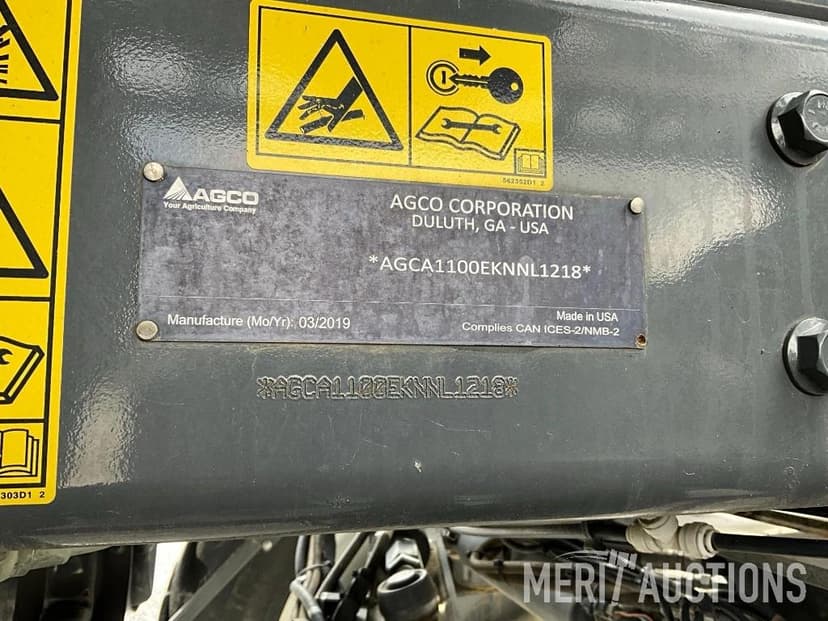 562352D1 2
AGCO
Your Agriculture Company
AGCO CORPORATION
DULUTH, GA - USA
*AGCA1100EKNNL1218*
Manufacture (Mo/Yr): 03/2019
Made in USA
Complies CAN ICES-2/NMB-2
*AGCA1100EKNNL1218*
303D1 2
MERIT AUCTIONS